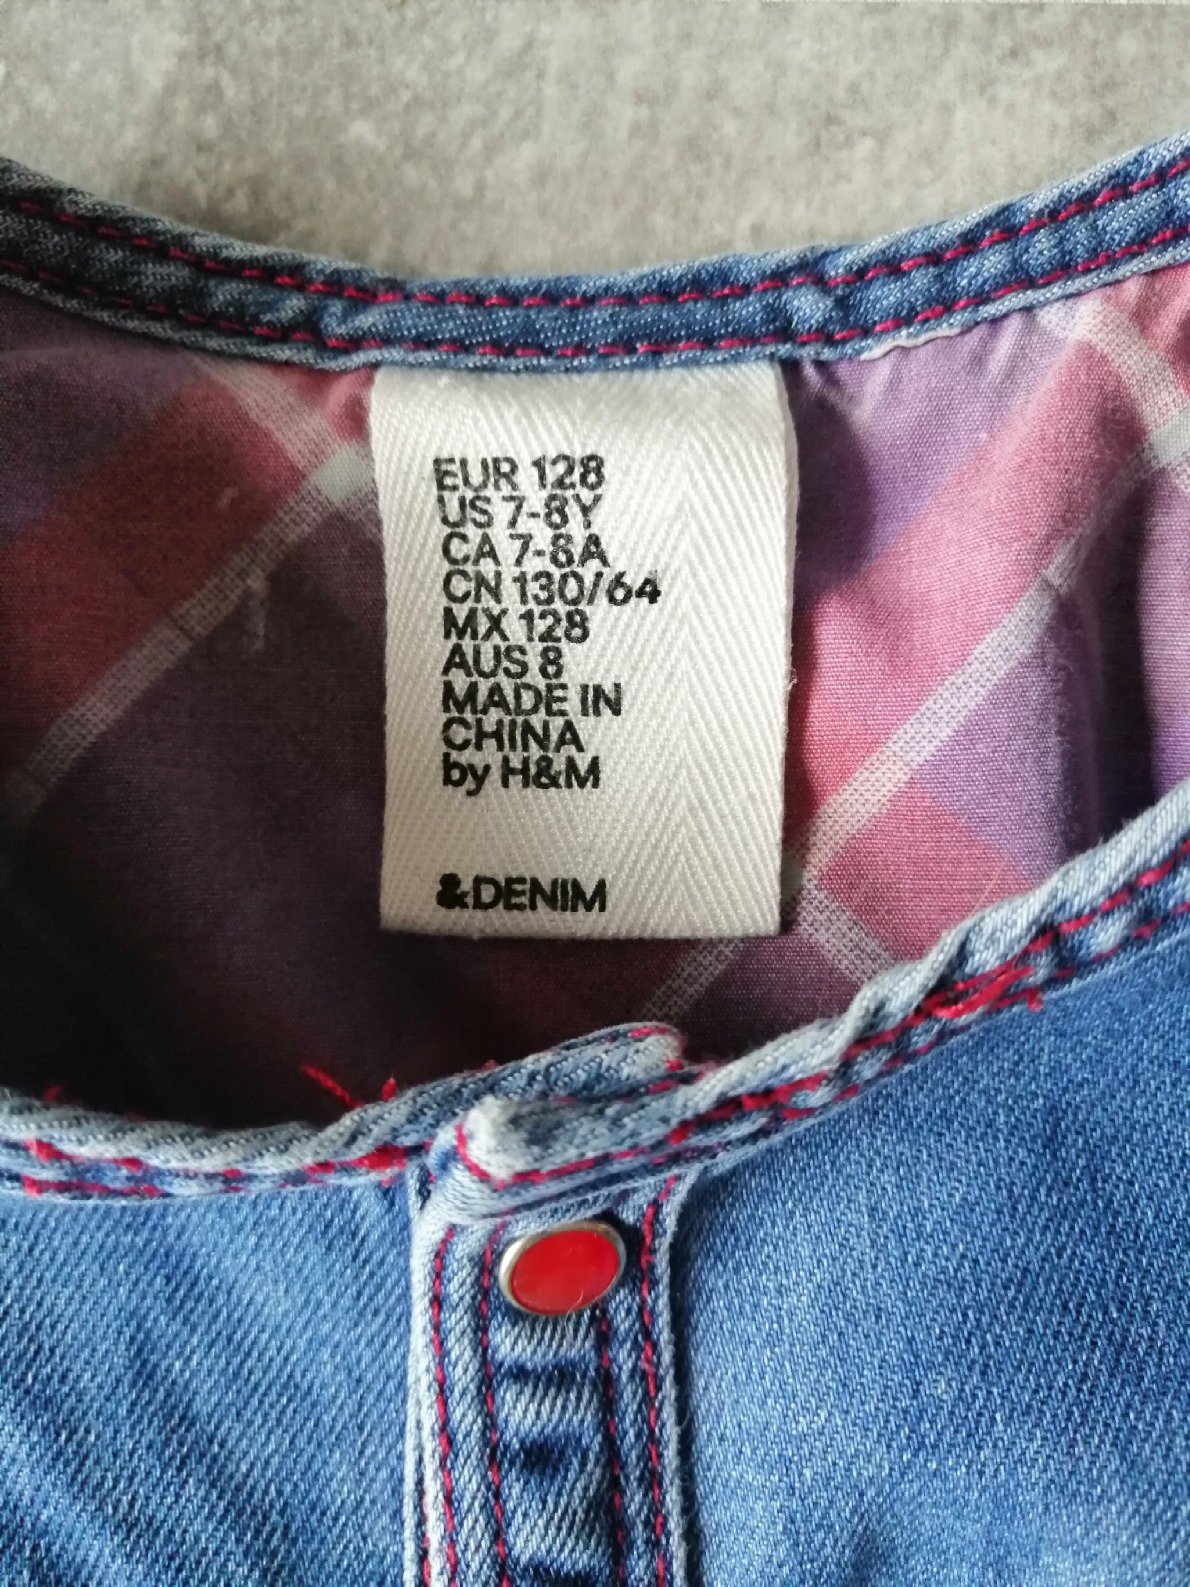 EUR 128
US 7-8Y
CA 7-8A
CN 130/64
MX 128
AUS 8
MADE IN
CHINA
by H&M
&DENIM